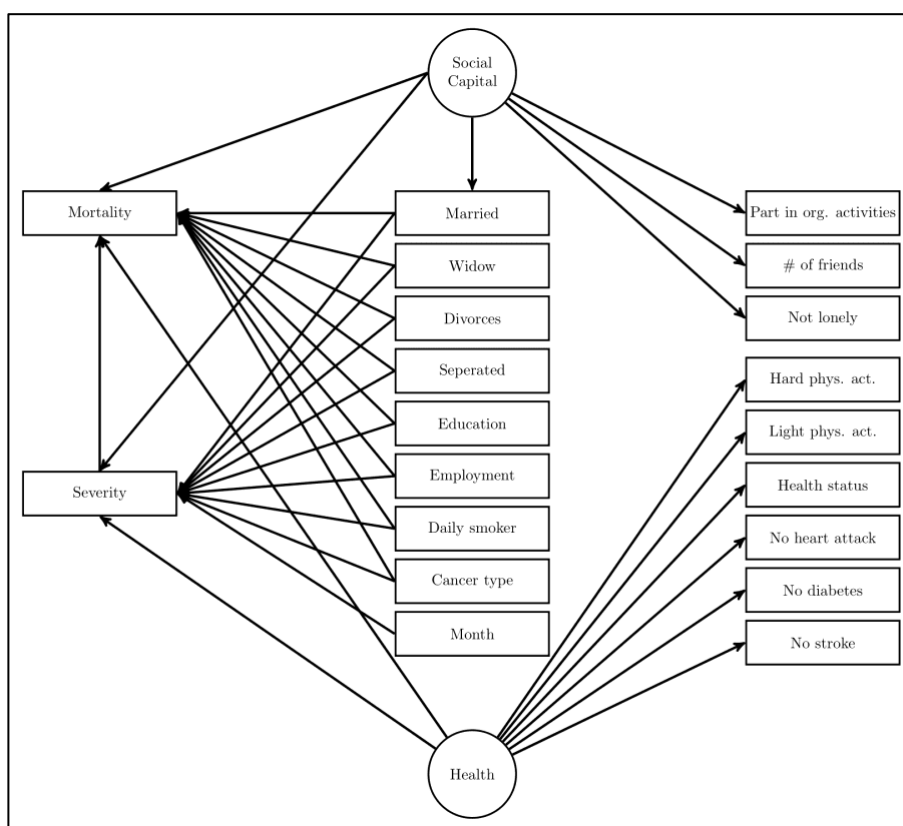 Social
Capital
Mortality
Married
Part in org. activities
Widow
# of friends
Divorces
Not lonely
Seperated
Hard phys. act.
Education
Light phys. act.
Severity
Employment
Health status
Daily smoker
No heart attack
Cancer type
No diabetes
Month
No stroke
Health